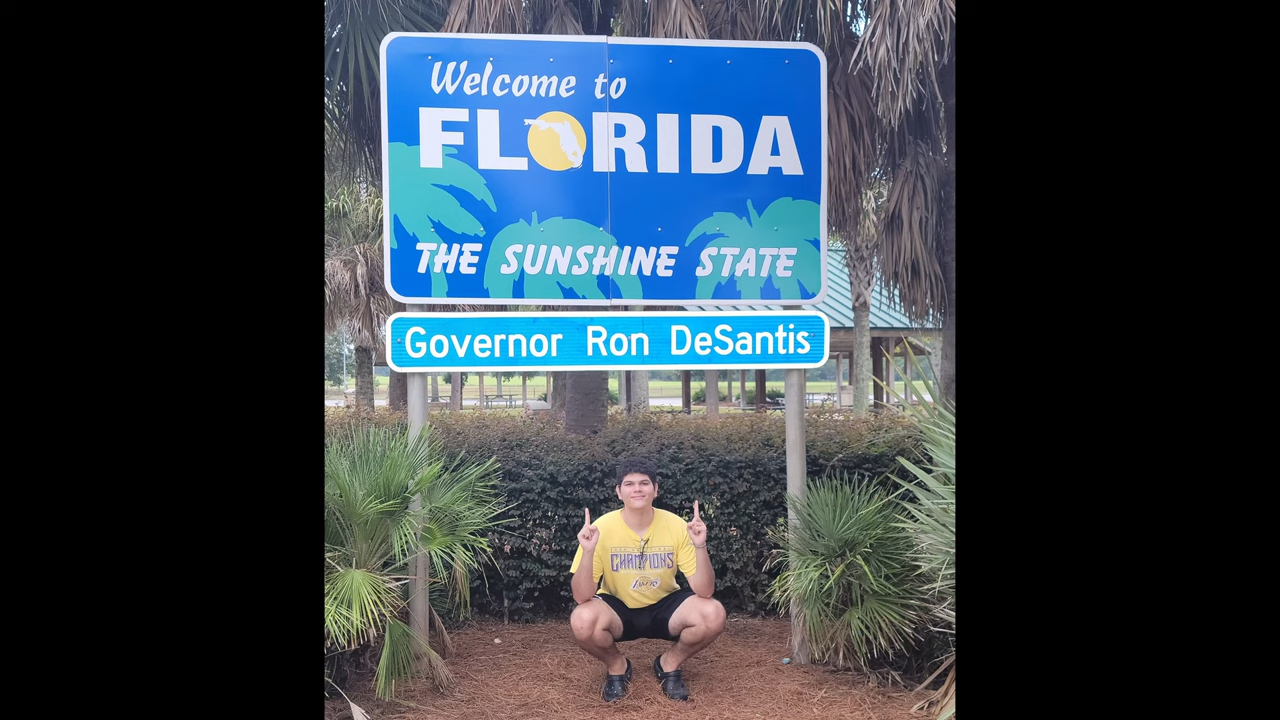 Welcome to
FLORIDA
THE SUNSHINE STATE
Governor Ron DeSantis
CHAMPIONS
LAKERS